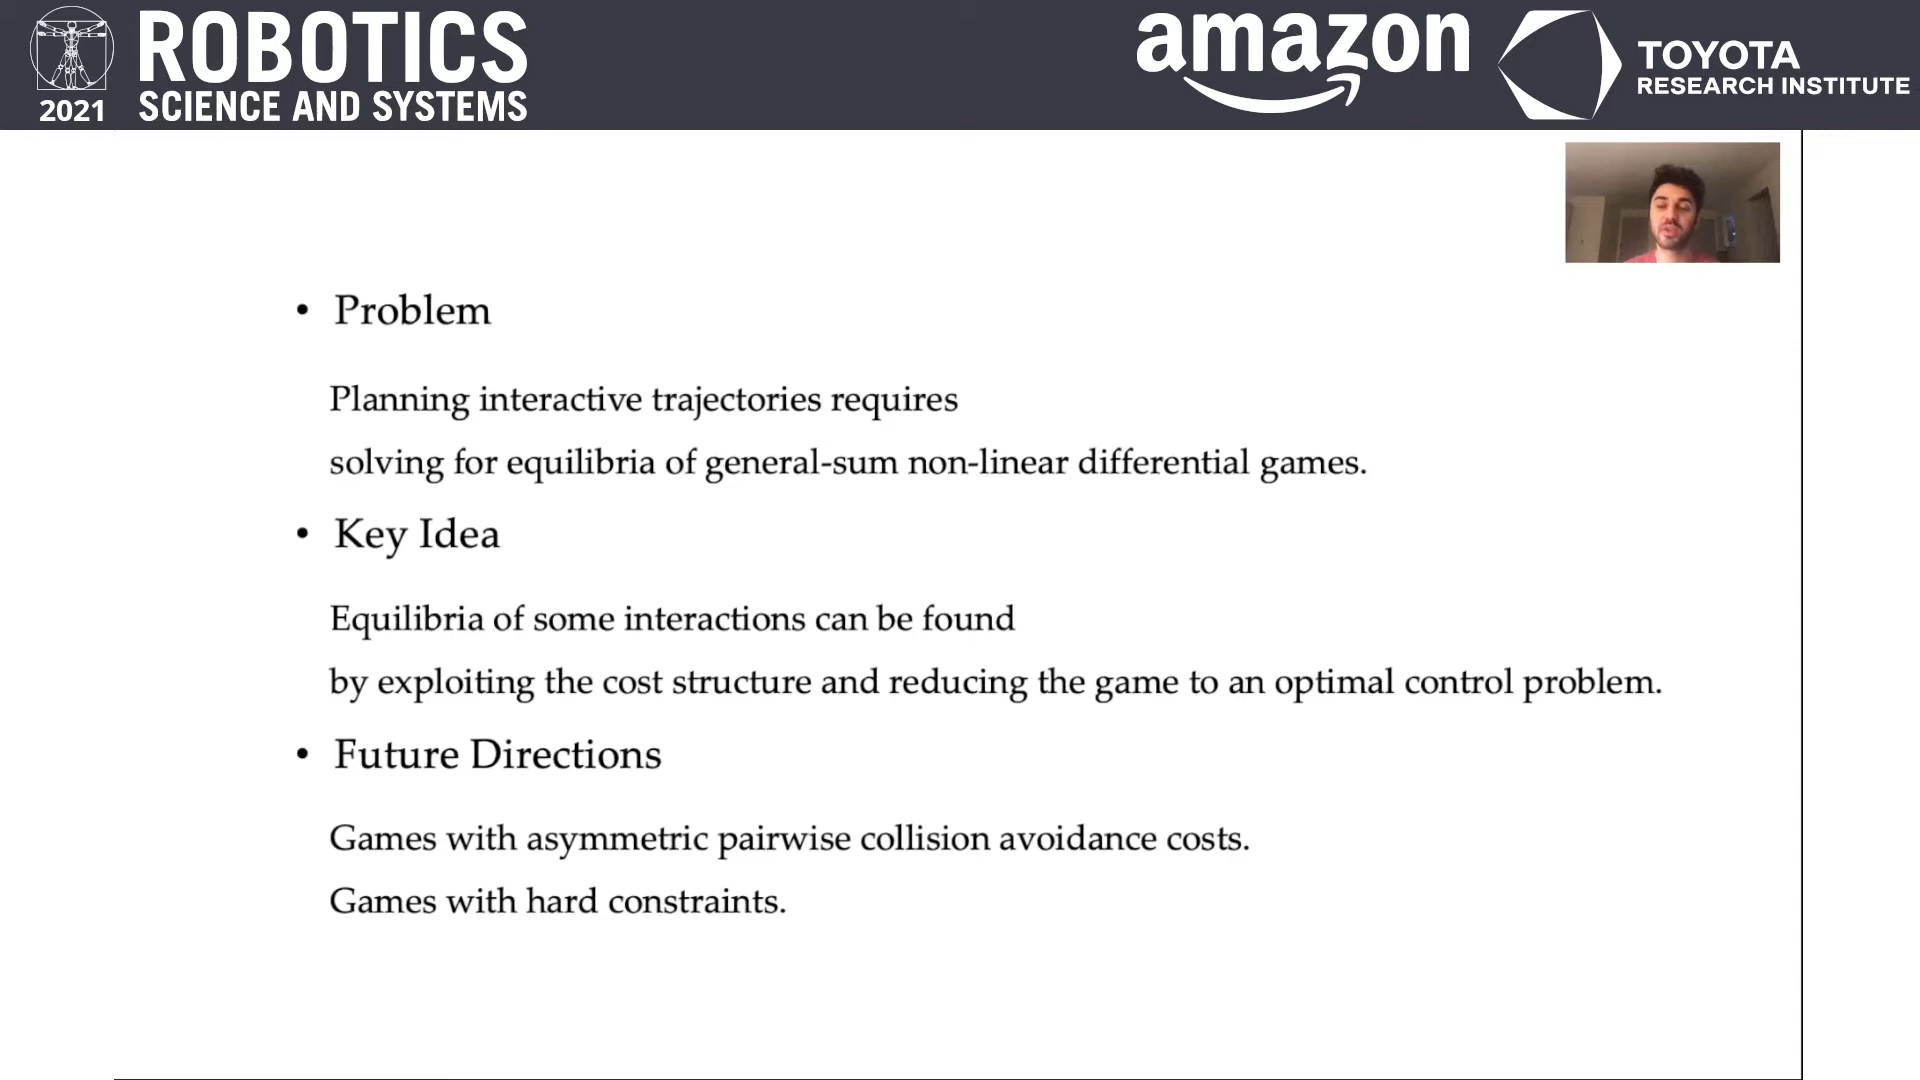 2021
ROBOTICS
SCIENCE AND SYSTEMS
amazon
TOYOTA
RESEARCH INSTITUTE
• Problem
Planning interactive trajectories requires
solving for equilibria of general-sum non-linear differential games.
• Key Idea
Equilibria of some interactions can be found
by exploiting the cost structure and reducing the game to an optimal control problem.
• Future Directions
Games with asymmetric pairwise collision avoidance costs.
Games with hard constraints.